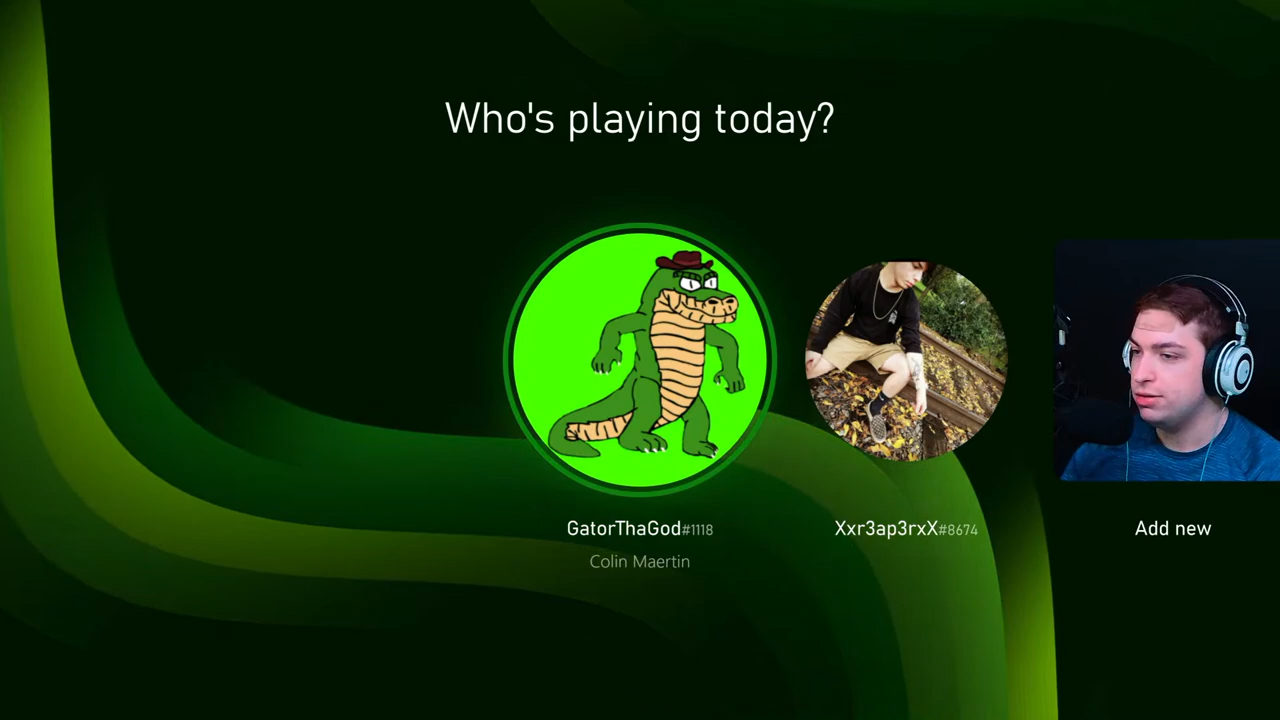 Who's playing today?
GatorThaGod#1118
Colin Maertin
Xxr3ap3rxX#8674
Add new